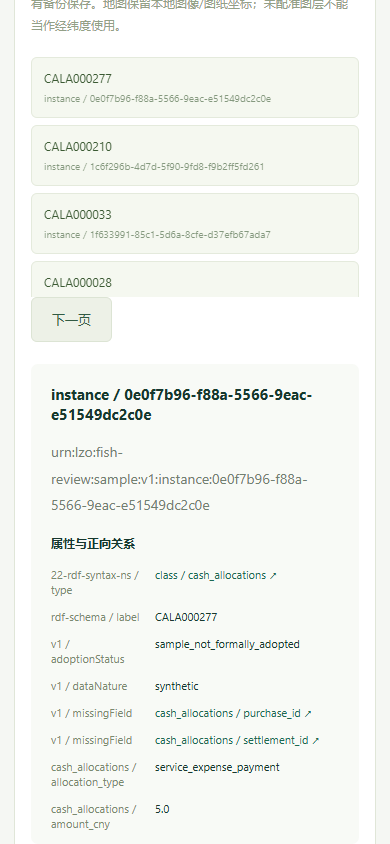 有备份保存。地图保留本地图像/图纸坐标；未配准图层不能
当作经纬度使用。
CALA000277
instance / 0e0f7b96-f88a-5566-9eac-e51549dc2c0e
CALA000210
instance / 1c6f296b-4d7d-5f90-9fd8-f9b2ff5fd261
CALA000033
instance / 1f633991-85c1-5d6a-8cfe-d37efb67ada7
CALA000028
下一页
instance / 0e0f7b96-f88a-5566-9eac-
e51549dc2c0e
urn:lzo:fish-
review:sample:v1:instance:0e0f7b96-f88a-
5566-9eac-e51549dc2c0e
属性与正向关系
22-rdf-syntax-ns / class / cash_allocations ↗
type
rdf-schema / label CALA000277
v1 / sample_not_formally_adopted
adoptionStatus
v1 / dataNature synthetic
v1 / missingField cash_allocations / purchase_id ↗
v1 / missingField cash_allocations / settlement_id ↗
cash_allocations / service_expense_payment
allocation_type
cash_allocations / 5.0
amount_cny